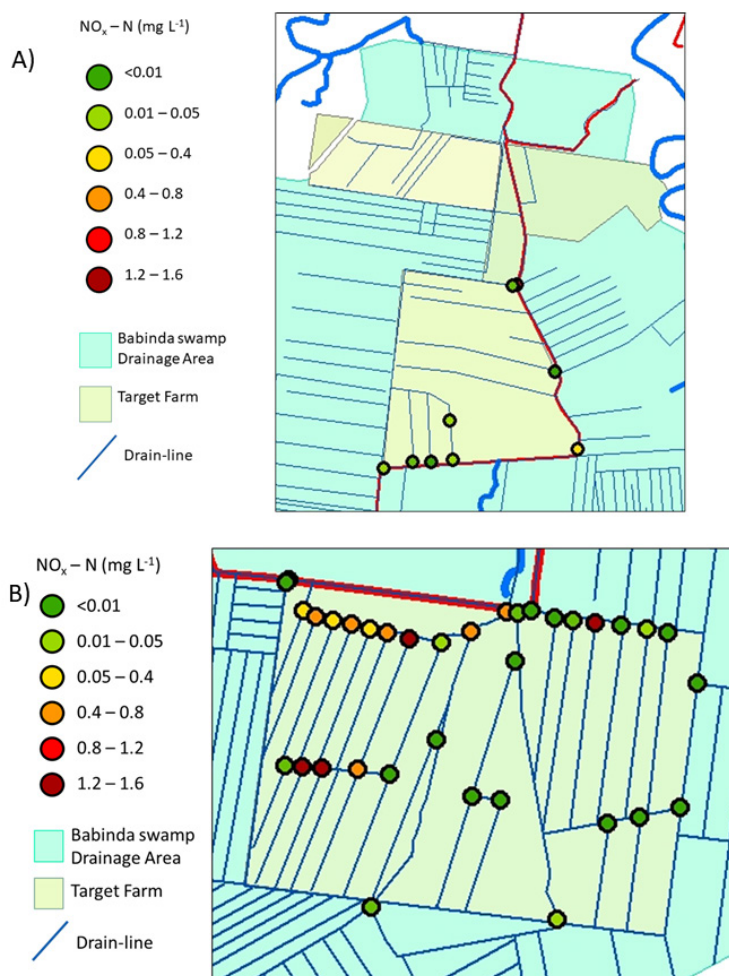 A)
NOₓ – N (mg L⁻¹)
<0.01
0.01 – 0.05
0.05 – 0.4
0.4 – 0.8
0.8 – 1.2
1.2 – 1.6
Babinda swamp
Drainage Area
Target Farm
Drain-line
B)
NOₓ – N (mg L⁻¹)
<0.01
0.01 – 0.05
0.05 – 0.4
0.4 – 0.8
0.8 – 1.2
1.2 – 1.6
Babinda swamp
Drainage Area
Target Farm
Drain-line